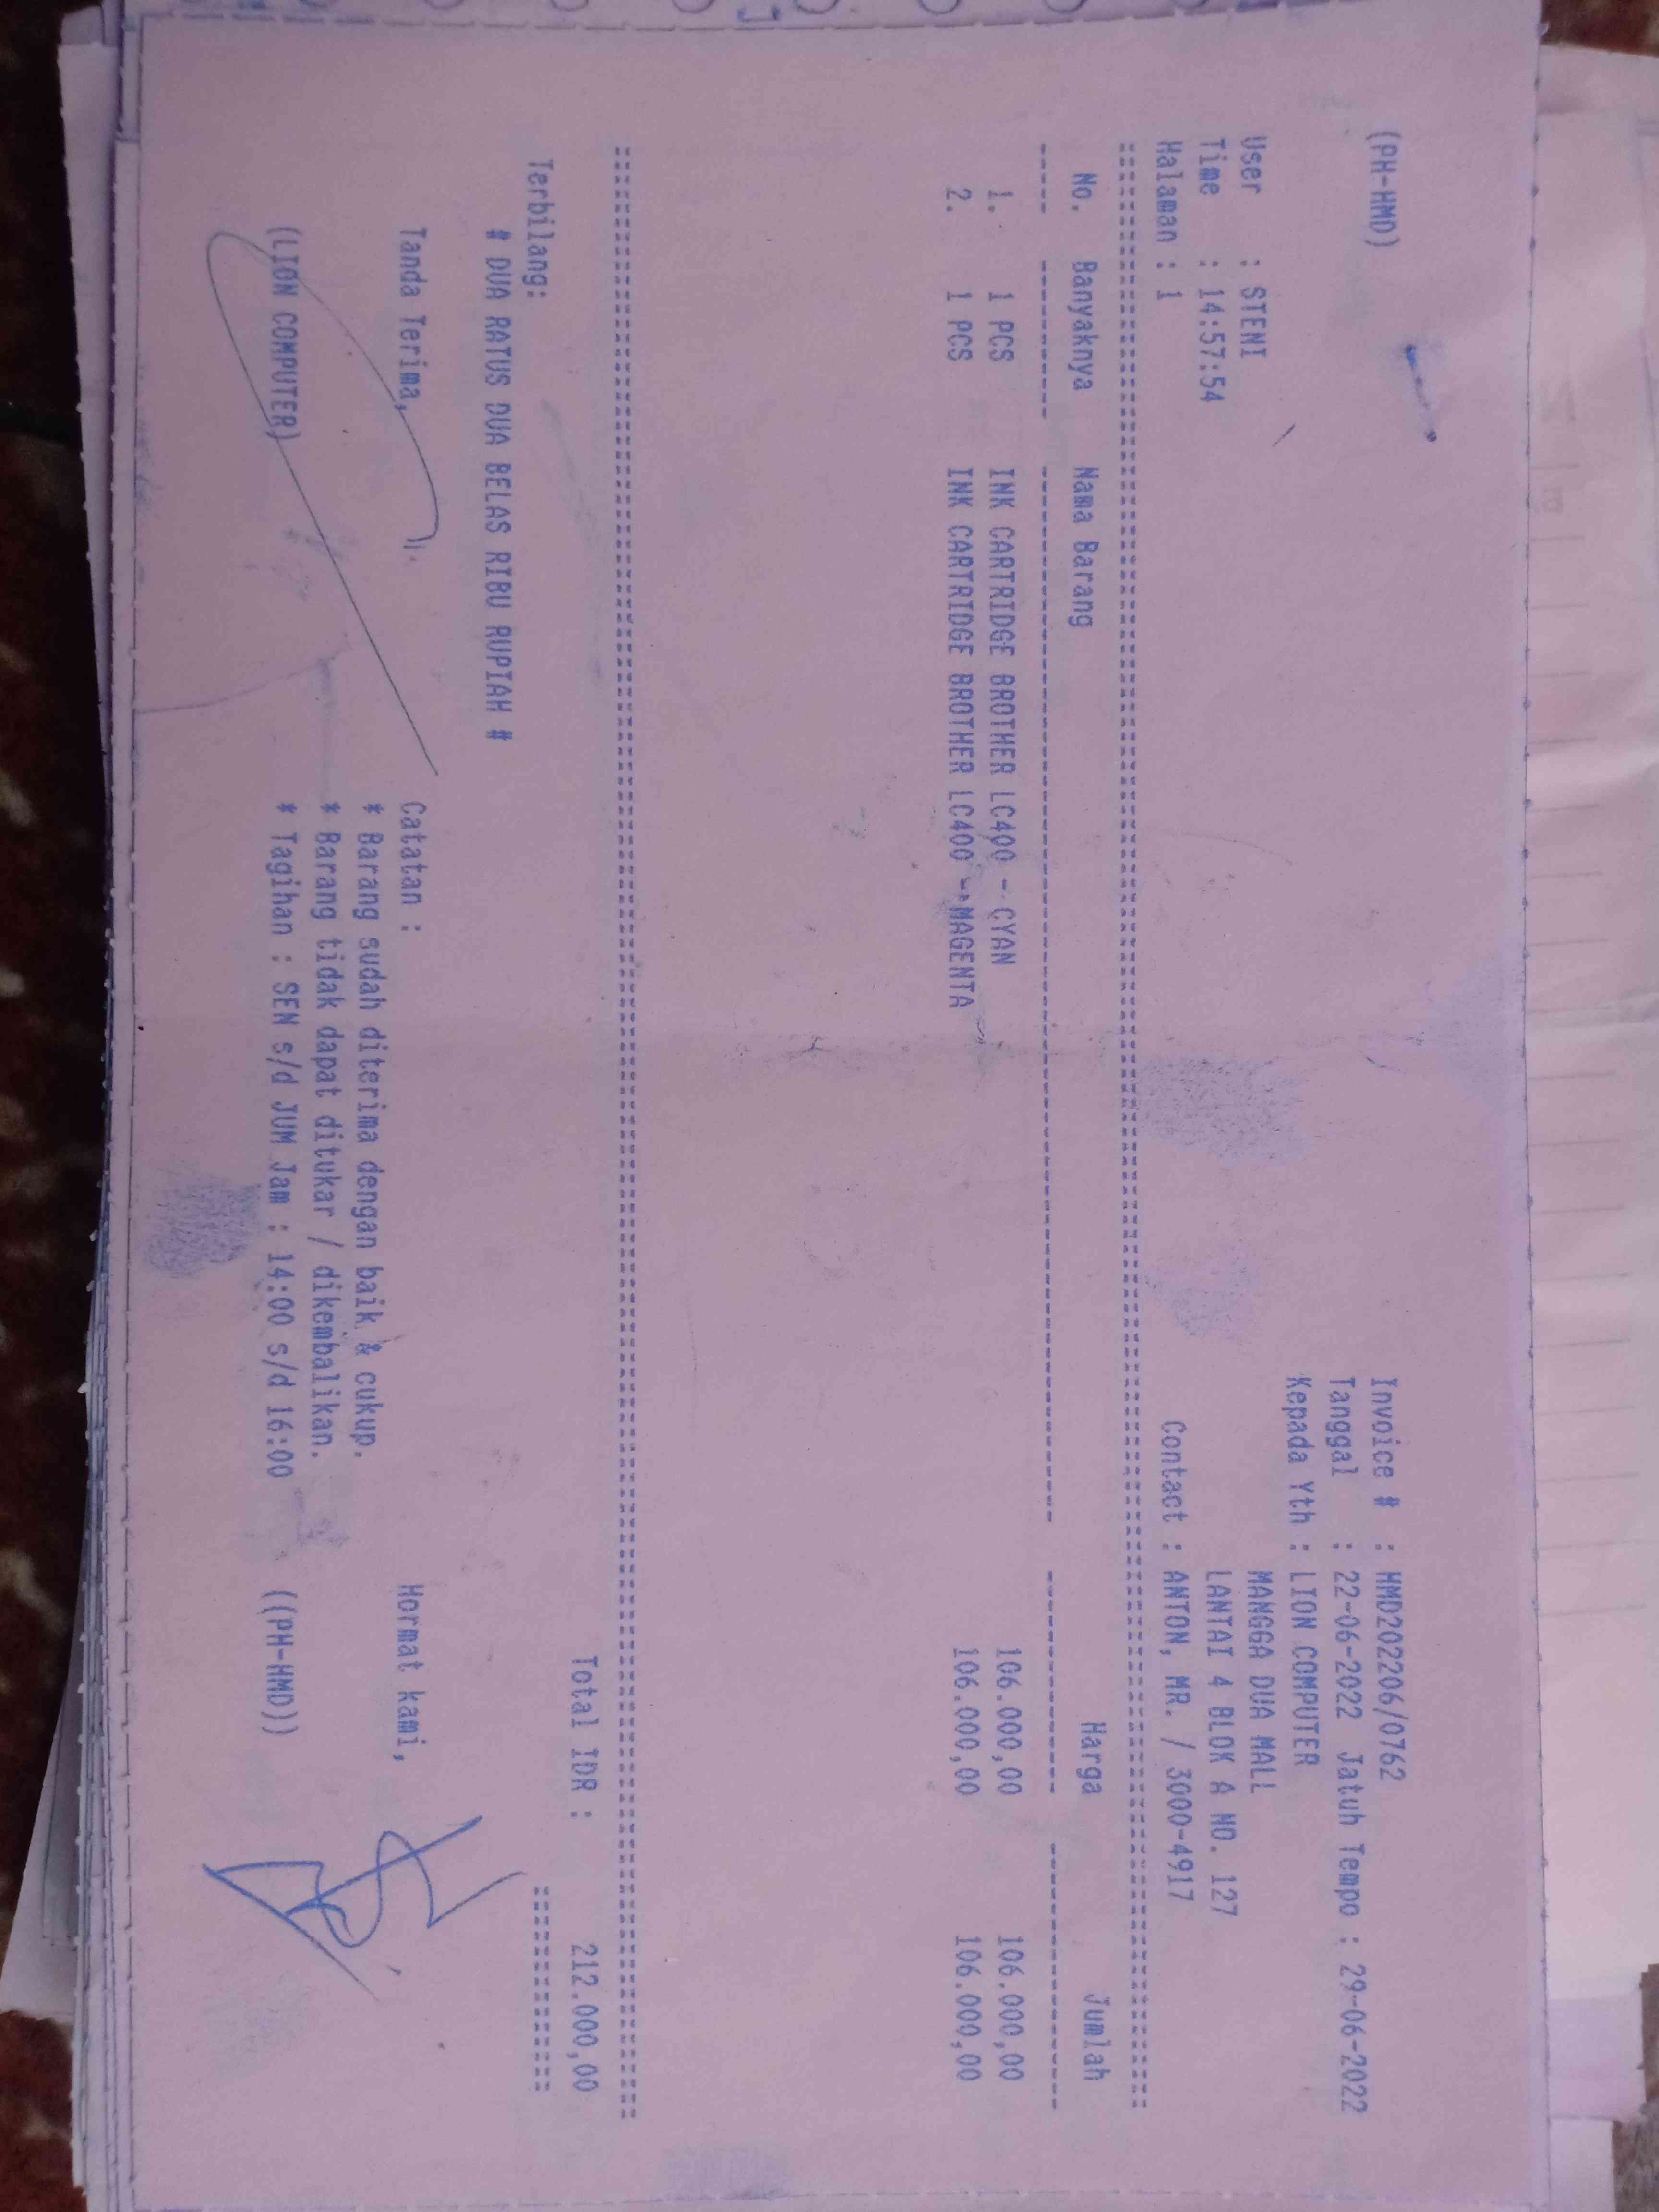 (PH-HMD)
Invoice # : HMD202206/0762
Tanggal : 22-06-2022 Jatuh Tempo : 29-06-2022
Kepada Yth : LION COMPUTER
User : STENI
MANGGA DUA MALL
Time : 14:57:54
LANTAI 4 BLOK A NO. 127
Halaman : 1
Contact : ANTON, MR. / 3000-4917
No. Banyaknya Nama Barang Harga Jumlah
1. 1 PCS INK CARTRIDGE BROTHER LC400 - CYAN 106.000,00 106.000,00
2. 1 PCS INK CARTRIDGE BROTHER LC400 - MAGENTA 106.000,00 106.000,00
Total IDR : 212.000,00
Terbilang:
# DUA RATUS DUA BELAS RIBU RUPIAH #
Tanda Terima, Catatan : Hormat kami,
* Barang sudah diterima dengan baik & cukup.
* Barang tidak dapat ditukar / dikembalikan.
(LION COMPUTER) * Tagihan : SEN s/d JUM Jam : 14:00 s/d 16:00 ((PH-HMD))